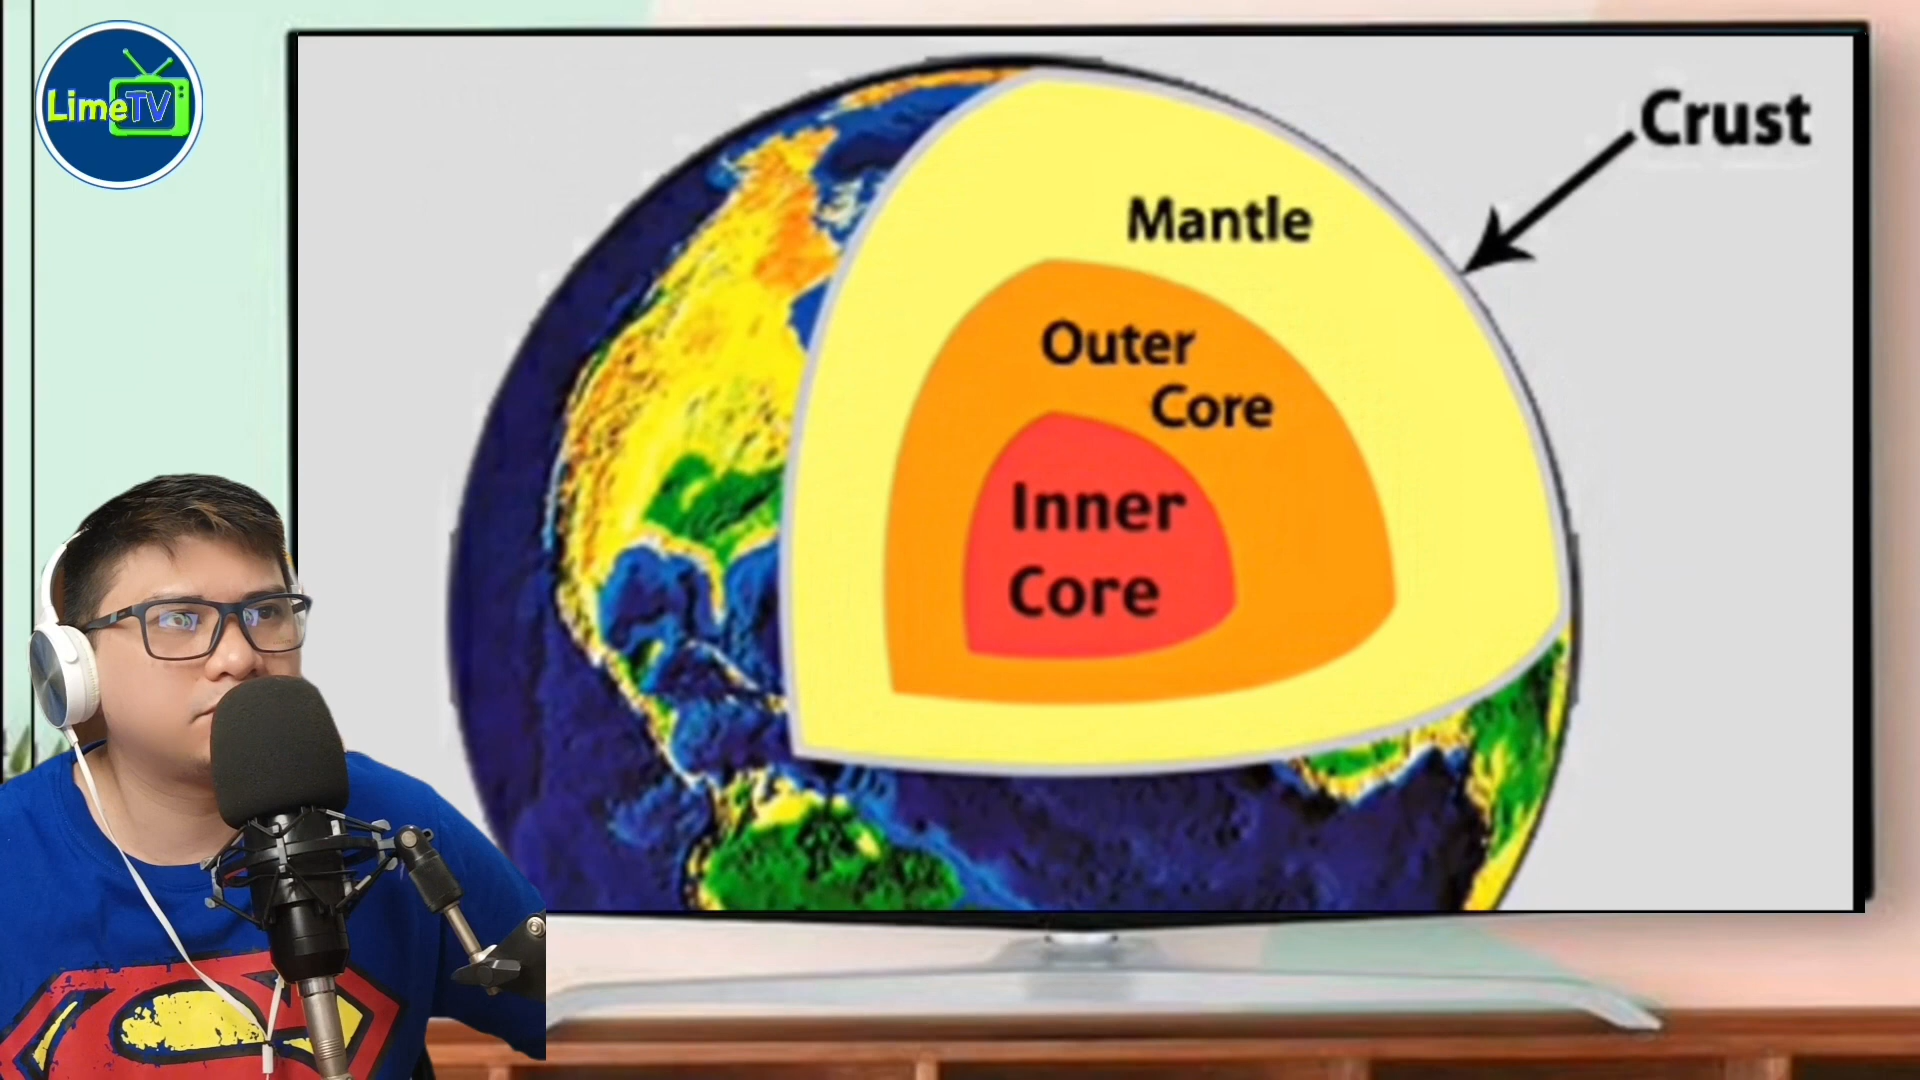 LimeTV
Crust
Mantle
Outer
Core
Inner
Core